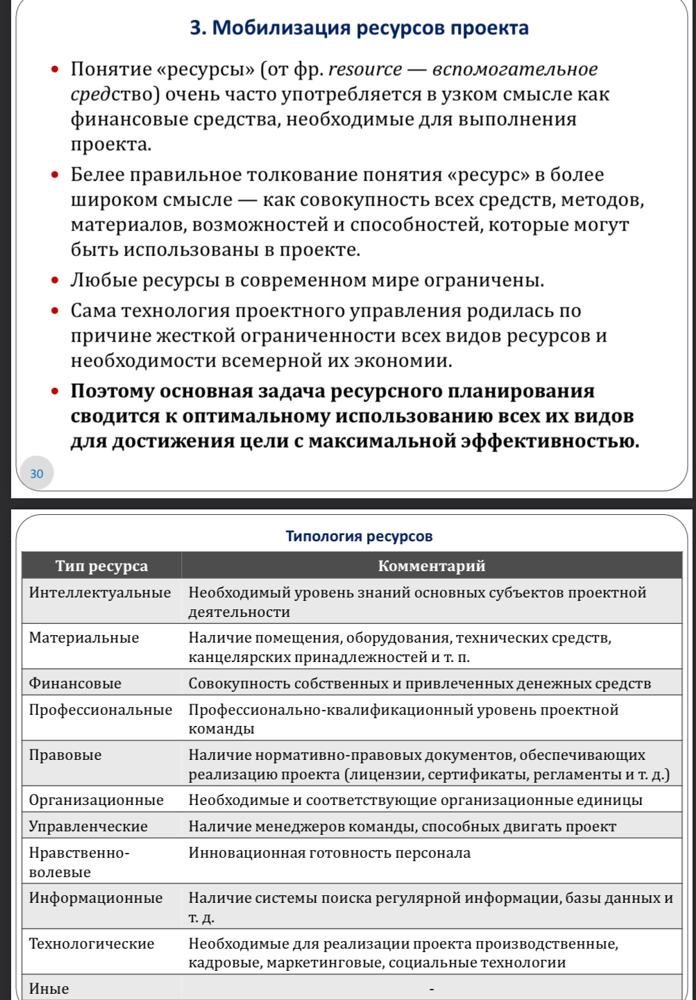 3. Мобилизация ресурсов проекта
• Понятие «ресурсы» (от фр. resource — вспомогательное
средство) очень часто употребляется в узком смысле как
финансовые средства, необходимые для выполнения
проекта.
• Белее правильное толкование понятия «ресурс» в более
широком смысле — как совокупность всех средств, методов,
материалов, возможностей и способностей, которые могут
быть использованы в проекте.
• Любые ресурсы в современном мире ограничены.
• Сама технология проектного управления родилась по
причине жесткой ограниченности всех видов ресурсов и
необходимости всемерной их экономии.
• Поэтому основная задача ресурсного планирования
сводится к оптимальному использованию всех их видов
для достижения цели с максимальной эффективностью.
30
Типология ресурсов
Тип ресурса Комментарий
Интеллектуальные Необходимый уровень знаний основных субъектов проектной
деятельности
Материальные Наличие помещения, оборудования, технических средств,
канцелярских принадлежностей и т. п.
Финансовые Совокупность собственных и привлеченных денежных средств
Профессиональные Профессионально-квалификационный уровень проектной
команды
Правовые Наличие нормативно-правовых документов, обеспечивающих
реализацию проекта (лицензии, сертификаты, регламенты и т. д.)
Организационные Необходимые и соответствующие организационные единицы
Управленческие Наличие менеджеров команды, способных двигать проект
Нравственно- Инновационная готовность персонала
волевые
Информационные Наличие системы поиска регулярной информации, базы данных и
т. д.
Технологические Необходимые для реализации проекта производственные,
кадровые, маркетинговые, социальные технологии
Иные -